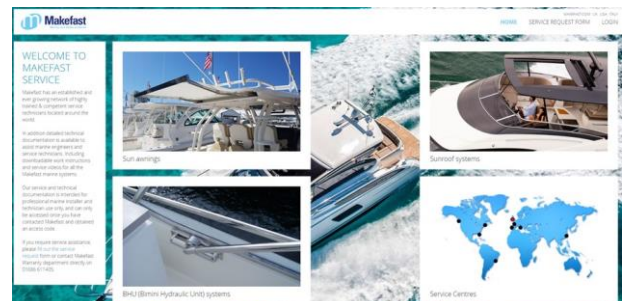 Makefast
HOME
SERVICE REQUEST FORM
LOGIN
WELCOME TO
MAKEFAST
SERVICE
Makefast has an established and
ever growing network of highly
trained & competent service
technicians located around the
world.
A addition detailed technical
documentation is available to
assist marine engineers and
service technicians. Including
downloadable work instructions
and service videos for all the
Makefast marine systems.
Our service and technical
documentation is intended for
professional marine installer and
technician use only, and can only
be accessed once you have
contacted Makefast and obtained
an access code.
If you require service assistance,
please fill out the service
request form or contact Makefast
Warranty department directly on
Sun awnings
Sunroof systems
BHU (Bimini Hydraulic Unit) systems
Service Centres